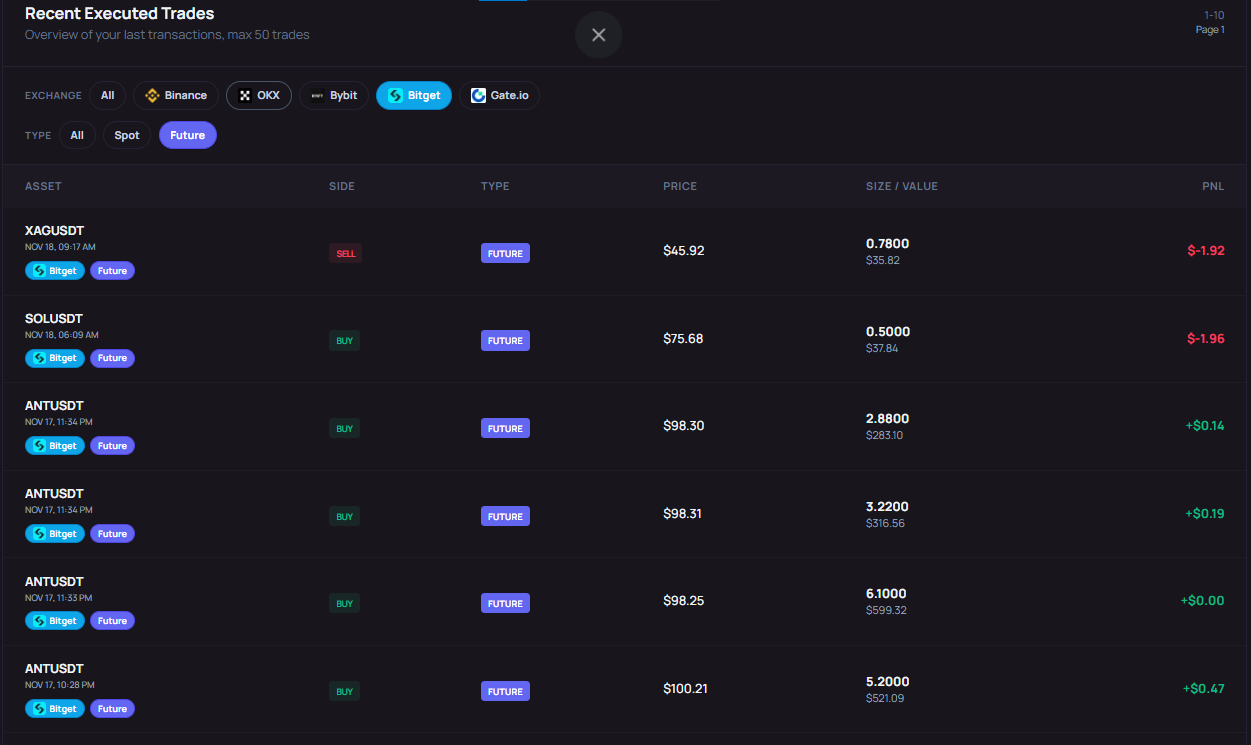 Recent Executed Trades
Overview of your last transactions, max 50 trades
1-10
Page 1
EXCHANGE All Binance OKX Bybit Bitget Gate.io
TYPE All Spot Future
ASSET SIDE TYPE PRICE SIZE / VALUE PNL
XAGUSDT
NOV 18, 09:17 AM
Bitget Future
SELL
FUTURE
$45.92
0.7800
$35.82
$-1.92
SOLUSDT
NOV 18, 06:09 AM
Bitget Future
BUY
FUTURE
$75.68
0.5000
$37.84
$-1.96
ANTUSDT
NOV 17, 11:34 PM
Bitget Future
BUY
FUTURE
$98.30
2.8800
$283.10
+$0.14
ANTUSDT
NOV 17, 11:34 PM
Bitget Future
BUY
FUTURE
$98.31
3.2200
$316.56
+$0.19
ANTUSDT
NOV 17, 11:33 PM
Bitget Future
BUY
FUTURE
$98.25
6.1000
$599.32
+$0.00
ANTUSDT
NOV 17, 10:28 PM
Bitget Future
BUY
FUTURE
$100.21
5.2000
$521.09
+$0.47